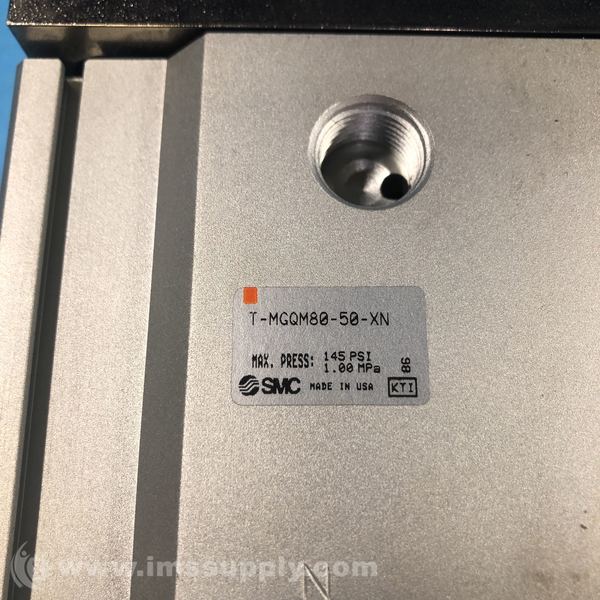 T-MGQM80-50-XN
MAX. PRESS: 145 PSI
1.00 MPa
86
SMC MADE IN USA KTI
www.imssupply.com
N